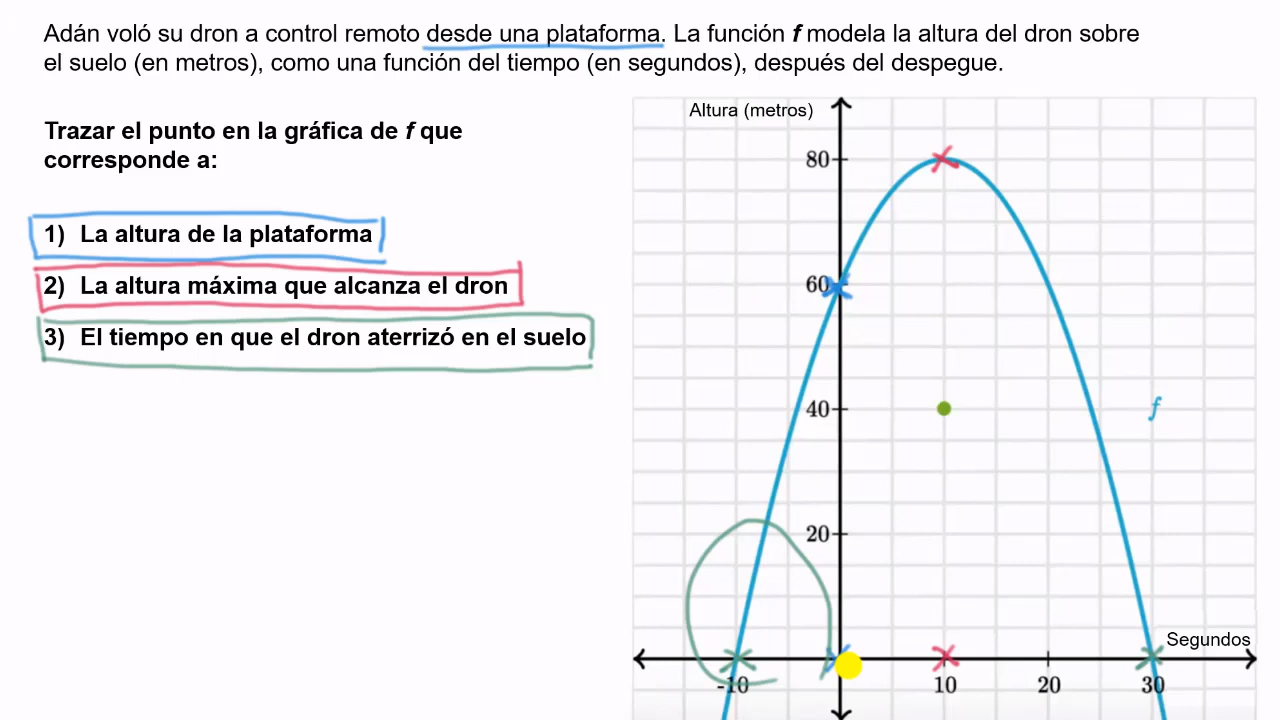 Adán voló su dron a control remoto desde una plataforma. La función f modela la altura del dron sobre
el suelo (en metros), como una función del tiempo (en segundos), después del despegue.
Trazar el punto en la gráfica de f que
corresponde a:
1) La altura de la plataforma
2) La altura máxima que alcanza el dron
3) El tiempo en que el dron aterrizó en el suelo
Altura (metros)
80
60
40
f
20
Segundos
-10
10
20
30